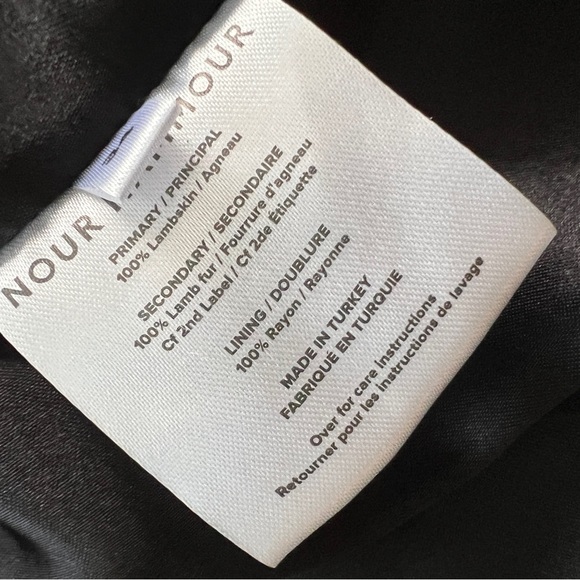 NOUR
MOUR
PRIMARY / PRINCIPAL
100% Lambskin / Agneau
SECONDARY / SECONDAIRE
100% Lamb fur / Fourrure d'agneau
Cf 2nd Label / Cf 2de Étiquette
LINING / DOUBLURE
100% Rayon / Rayonne
MADE IN TURKEY
FABRIQUÉ EN TURQUIE
Over for care instructions
Retourner pour les instructions de lavage